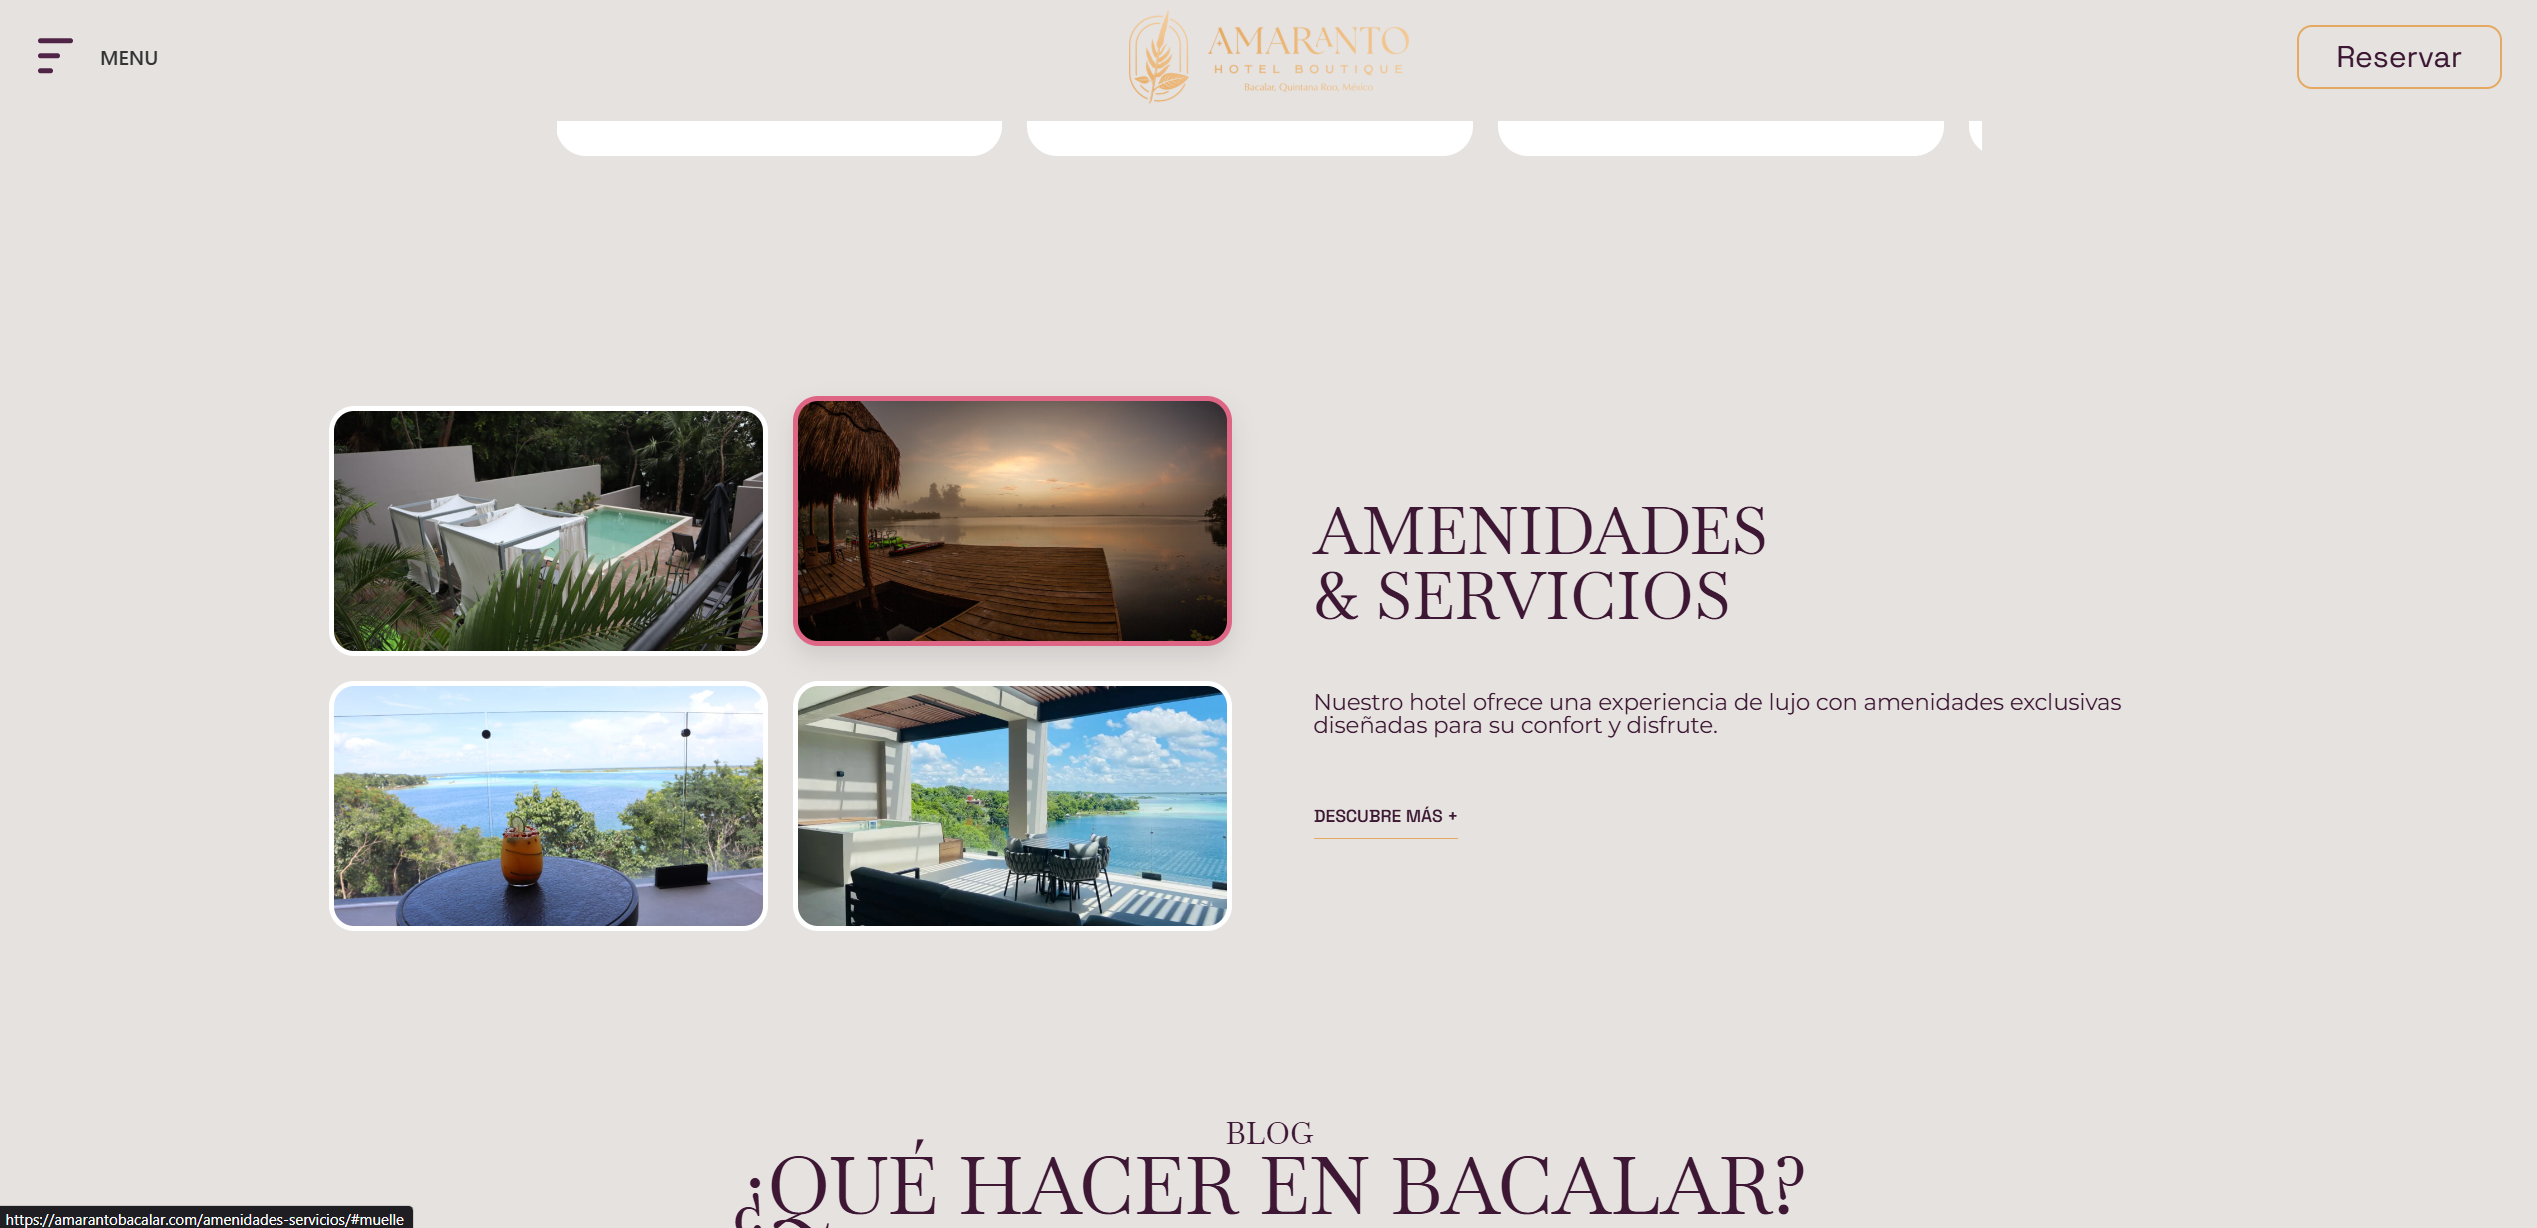 MENU
AMARANTO
HOTEL BOUTIQUE
Bacalar, Quintana Roo, México
Reservar
AMENIDADES
& SERVICIOS
Nuestro hotel ofrece una experiencia de lujo con amenidades exclusivas
diseñadas para su confort y disfrute.
DESCUBRE MÁS +
BLOG
¿QUÉ HACER EN BACALAR?
https://amarantobacalar.com/amenidades-servicios/#muelle